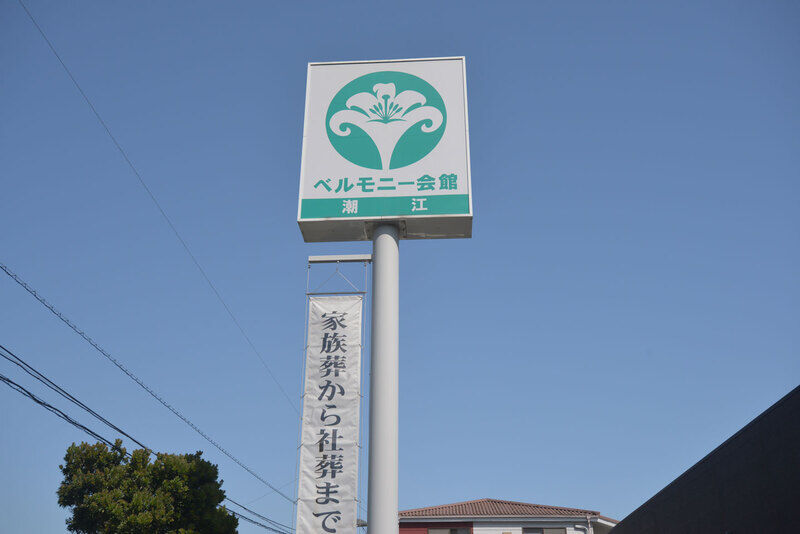 ベルモニー会館
潮江
家族葬から社葬まで